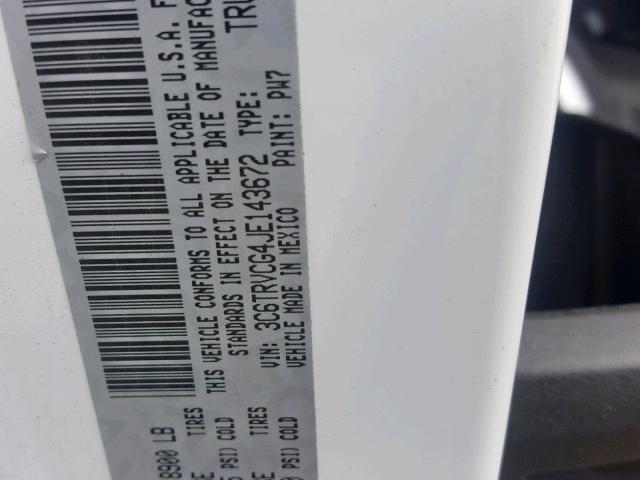 8900 LB
TIRES
PSI) COLD
TIRES
PSI) COLD
THIS VEHICLE CONFORMS TO ALL APPLICABLE U.S.A. F
STANDARDS IN EFFECT ON THE DATE OF MANUFAC
VIN: 3C6TRVCG4JE143672 TYPE: TRU
VEHICLE MADE IN MEXICO PAINT: PW7